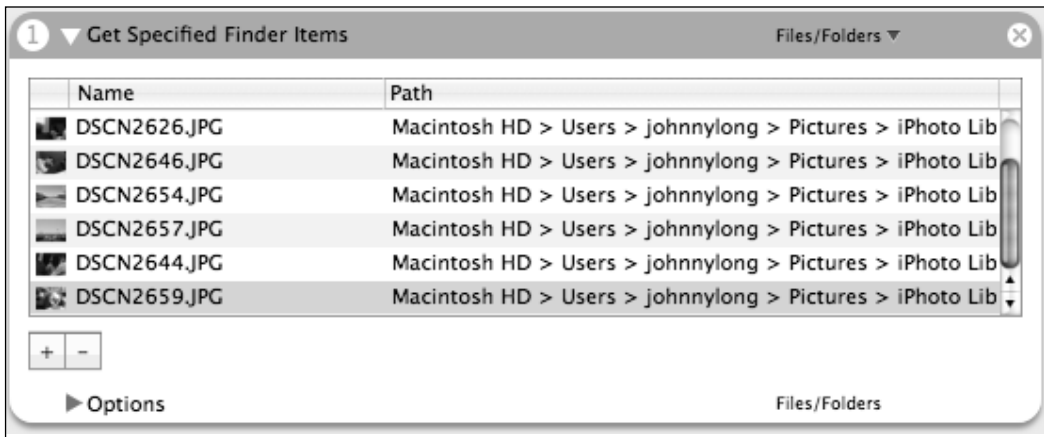 1 Get Specified Finder Items Files/Folders
Name Path
DSCN2626.JPG Macintosh HD > Users > johnnylong > Pictures > iPhoto Lib
DSCN2646.JPG Macintosh HD > Users > johnnylong > Pictures > iPhoto Lib
DSCN2654.JPG Macintosh HD > Users > johnnylong > Pictures > iPhoto Lib
DSCN2657.JPG Macintosh HD > Users > johnnylong > Pictures > iPhoto Lib
DSCN2644.JPG Macintosh HD > Users > johnnylong > Pictures > iPhoto Lib
DSCN2659.JPG Macintosh HD > Users > johnnylong > Pictures > iPhoto Lib
+ -
Options Files/Folders